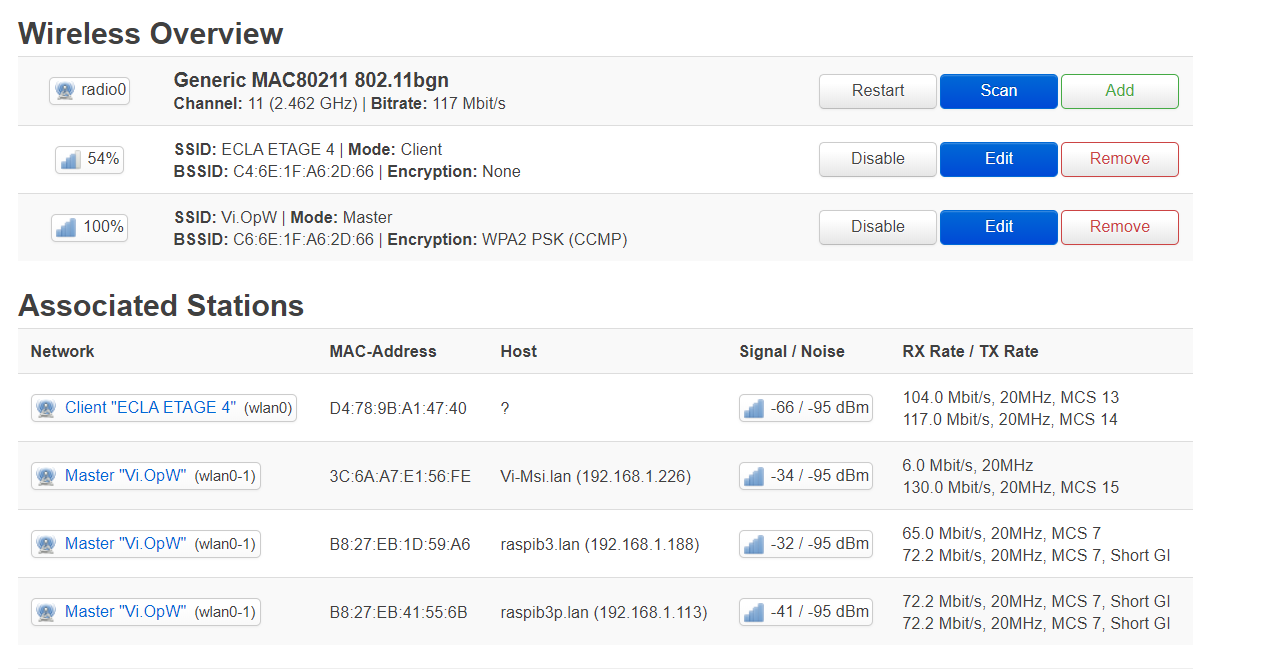 Wireless Overview
radio0
Generic MAC80211 802.11bgn
Channel: 11 (2.462 GHz) | Bitrate: 117 Mbit/s
Restart Scan Add
54%
SSID: ECLA ETAGE 4 | Mode: Client
BSSID: C4:6E:1F:A6:2D:66 | Encryption: None
Disable Edit Remove
100%
SSID: Vi.OpW | Mode: Master
BSSID: C6:6E:1F:A6:2D:66 | Encryption: WPA2 PSK (CCMP)
Disable Edit Remove
Associated Stations
Network MAC-Address Host Signal / Noise RX Rate / TX Rate
Client "ECLA ETAGE 4" (wlan0) D4:78:9B:A1:47:40 ? -66 / -95 dBm 104.0 Mbit/s, 20MHz, MCS 13
117.0 Mbit/s, 20MHz, MCS 14
Master "Vi.OpW" (wlan0-1) 3C:6A:A7:E1:56:FE Vi-Msi.lan (192.168.1.226) -34 / -95 dBm 6.0 Mbit/s, 20MHz
130.0 Mbit/s, 20MHz, MCS 15
Master "Vi.OpW" (wlan0-1) B8:27:EB:1D:59:A6 raspib3.lan (192.168.1.188) -32 / -95 dBm 65.0 Mbit/s, 20MHz, MCS 7
72.2 Mbit/s, 20MHz, MCS 7, Short GI
Master "Vi.OpW" (wlan0-1) B8:27:EB:41:55:6B raspib3p.lan (192.168.1.113) -41 / -95 dBm 72.2 Mbit/s, 20MHz, MCS 7, Short GI
72.2 Mbit/s, 20MHz, MCS 7, Short GI